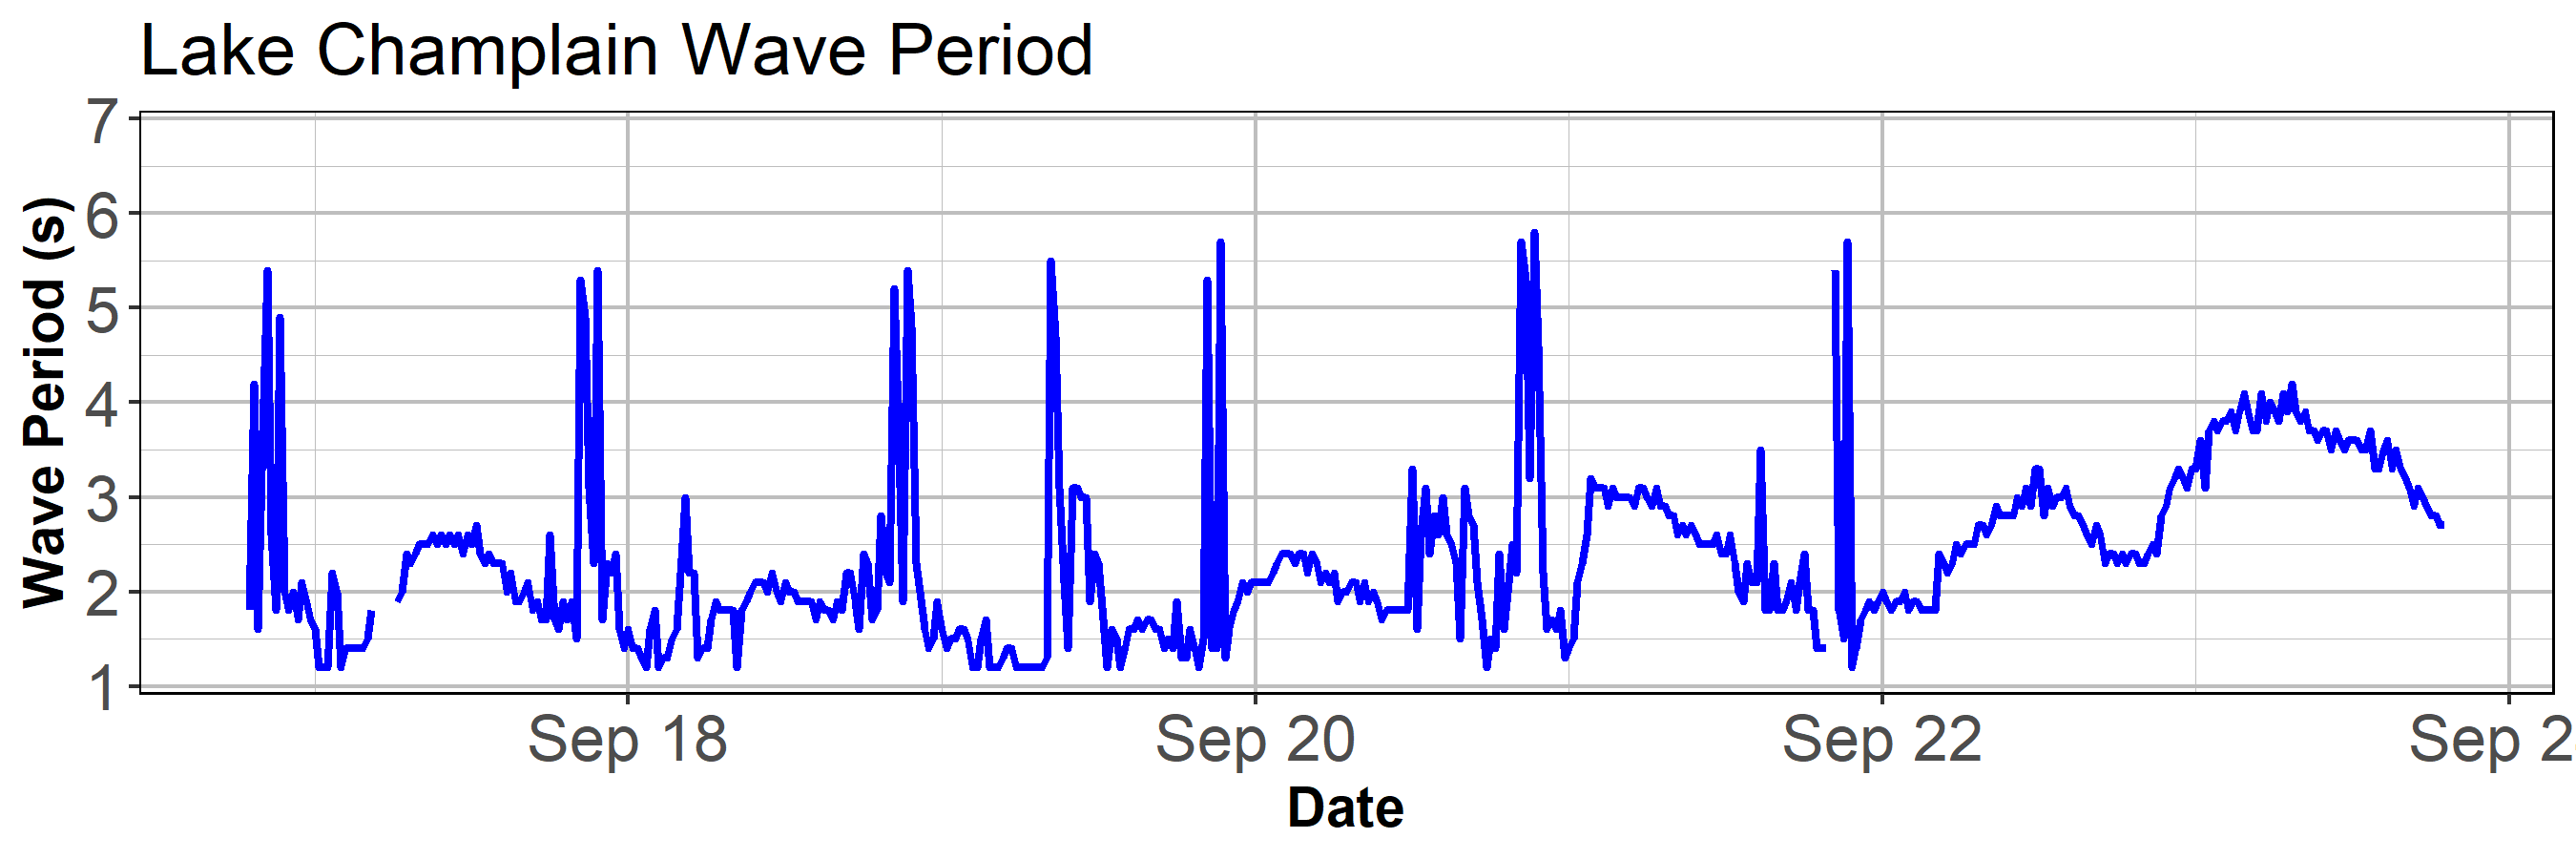 Lake Champlain Wave Period
Wave Period (s)
7
6
5
4
3
2
1
Sep 18
Sep 20
Sep 22
Sep 2
Date